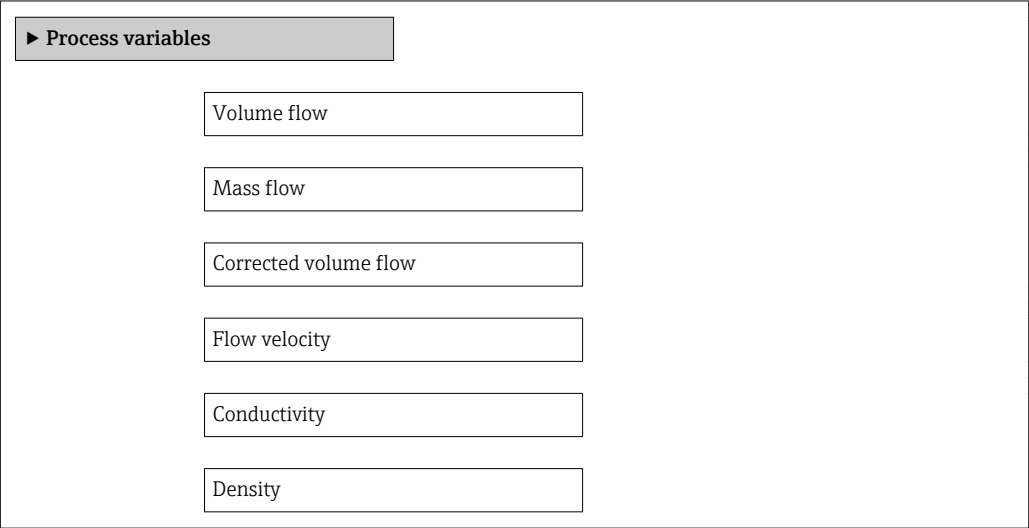 ▶ Process variables
Volume flow
Mass flow
Corrected volume flow
Flow velocity
Conductivity
Density